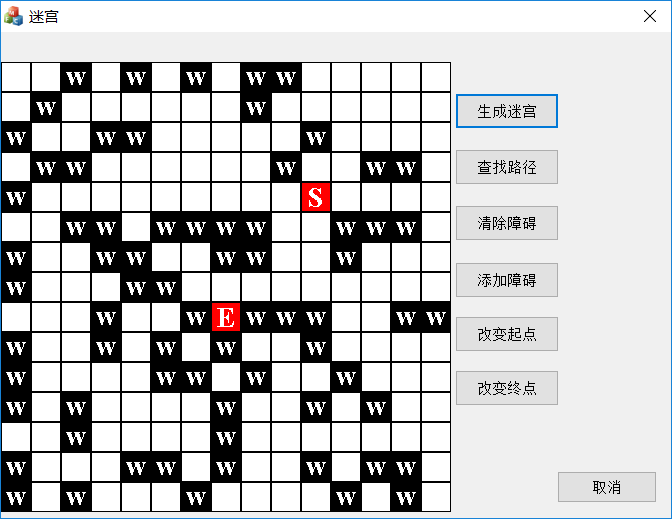 迷宫
w w w w w
w w
w w w w
w w w w w
w S
w w w w w w w w w
w w w w w w
w w w
w w E w w w w w
w w w w w
w w w w w
w w w w w
w w
w w w w w w w
w w w w w
生成迷宫
查找路径
清除障碍
添加障碍
改变起点
改变终点
取消